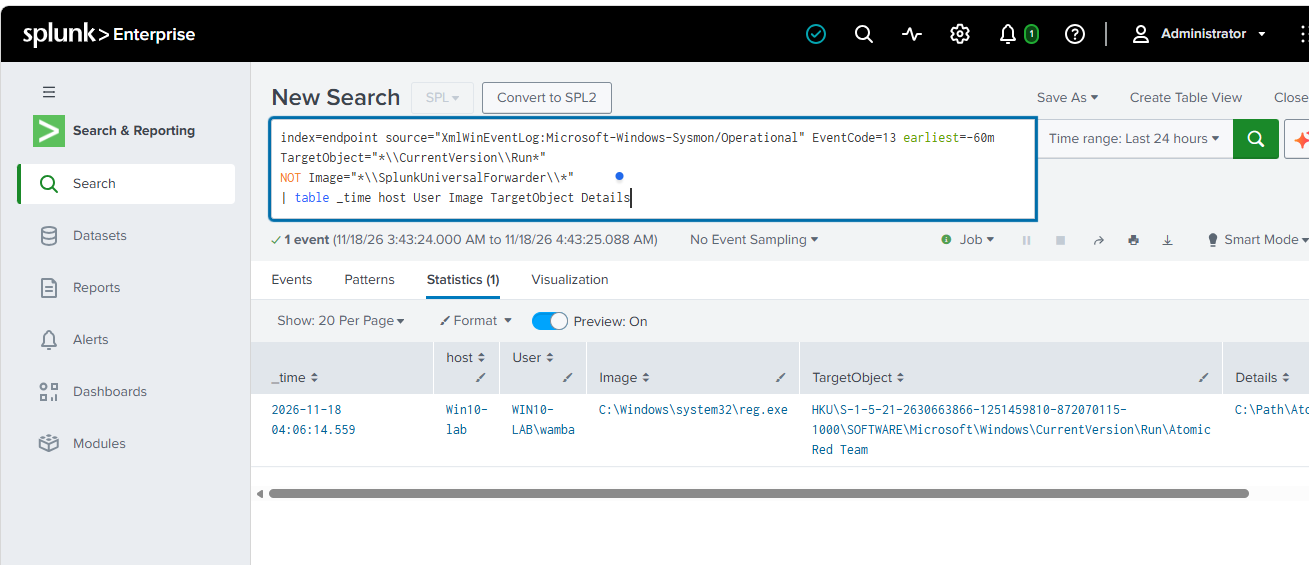 splunk>Enterprise
1
Administrator
Search & Reporting
Search
Datasets
Reports
Alerts
Dashboards
Modules
New Search
SPL
Convert to SPL2
Save As
Create Table View
Close
index=endpoint source="XmlWinEventLog:Microsoft-Windows-Sysmon/Operational" EventCode=13 earliest=-60m
TargetObject="*\\CurrentVersion\\Run*"
NOT Image="*\\SplunkUniversalForwarder\\*"
| table _time host User Image TargetObject Details
Time range: Last 24 hours
1 event (11/18/26 3:43:24.000 AM to 11/18/26 4:43:25.088 AM)
No Event Sampling
Job
Smart Mode
Events
Patterns
Statistics (1)
Visualization
Show: 20 Per Page
Format
Preview: On
_time
host
User
Image
TargetObject
Details
2026-11-18
04:06:14.559
Win10-
lab
WIN10-
LAB\wamba
C:\Windows\system32\reg.exe
HKU\S-1-5-21-2630663866-1251459810-872070115-
1000\SOFTWARE\Microsoft\Windows\CurrentVersion\Run\Atomic
Red Team
C:\Path\Ato